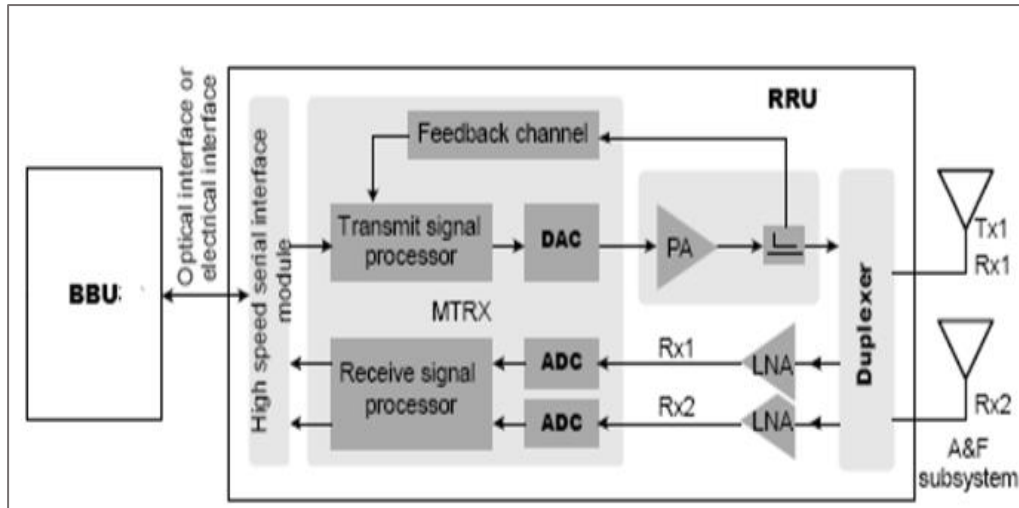 RRU
BBU:
Optical interface or
electrical interface
High speed serial interface
module
Feedback channel
Transmit signal
processor
DAC
PA
MTRX
Receive signal
processor
ADC
ADC
Rx1
Rx2
LNA
LNA
Duplexer
Tx1
Rx1
Rx2
A&F
subsystem